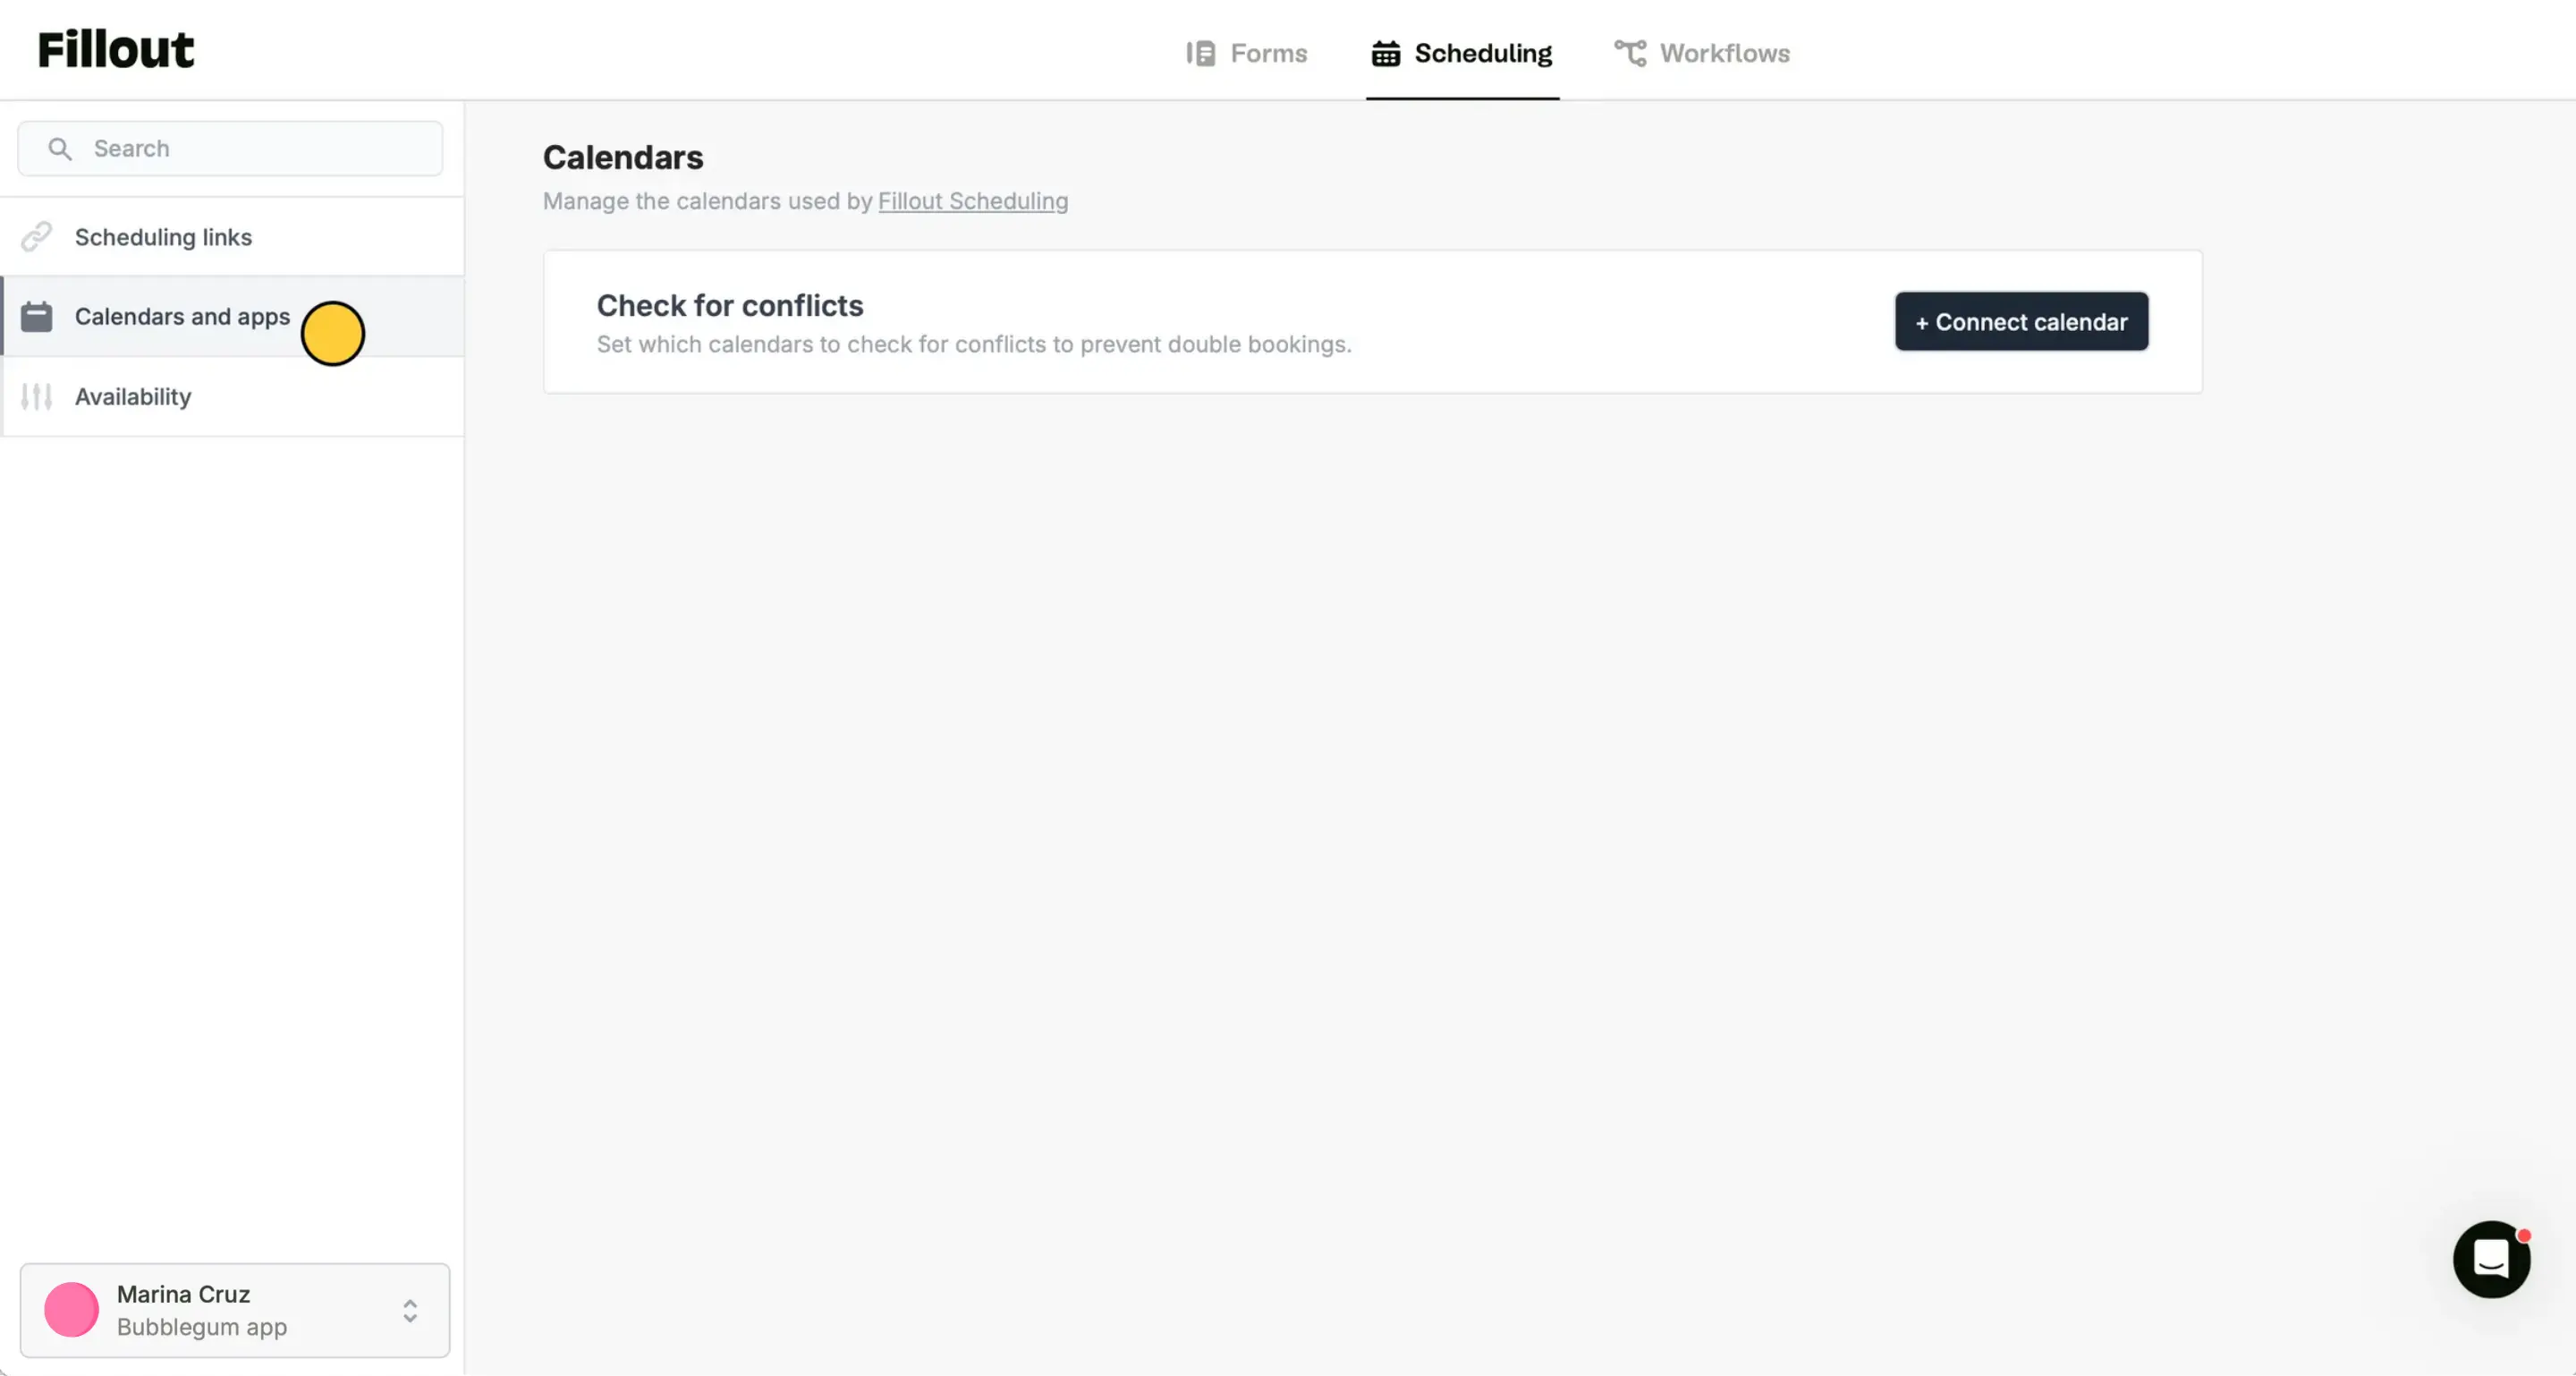 Fillout
Forms
Scheduling
Workflows
Search
Scheduling links
Calendars and apps
Availability
Calendars
Manage the calendars used by Fillout Scheduling
Check for conflicts
Set which calendars to check for conflicts to prevent double bookings.
+ Connect calendar
Marina Cruz
Bubblegum app